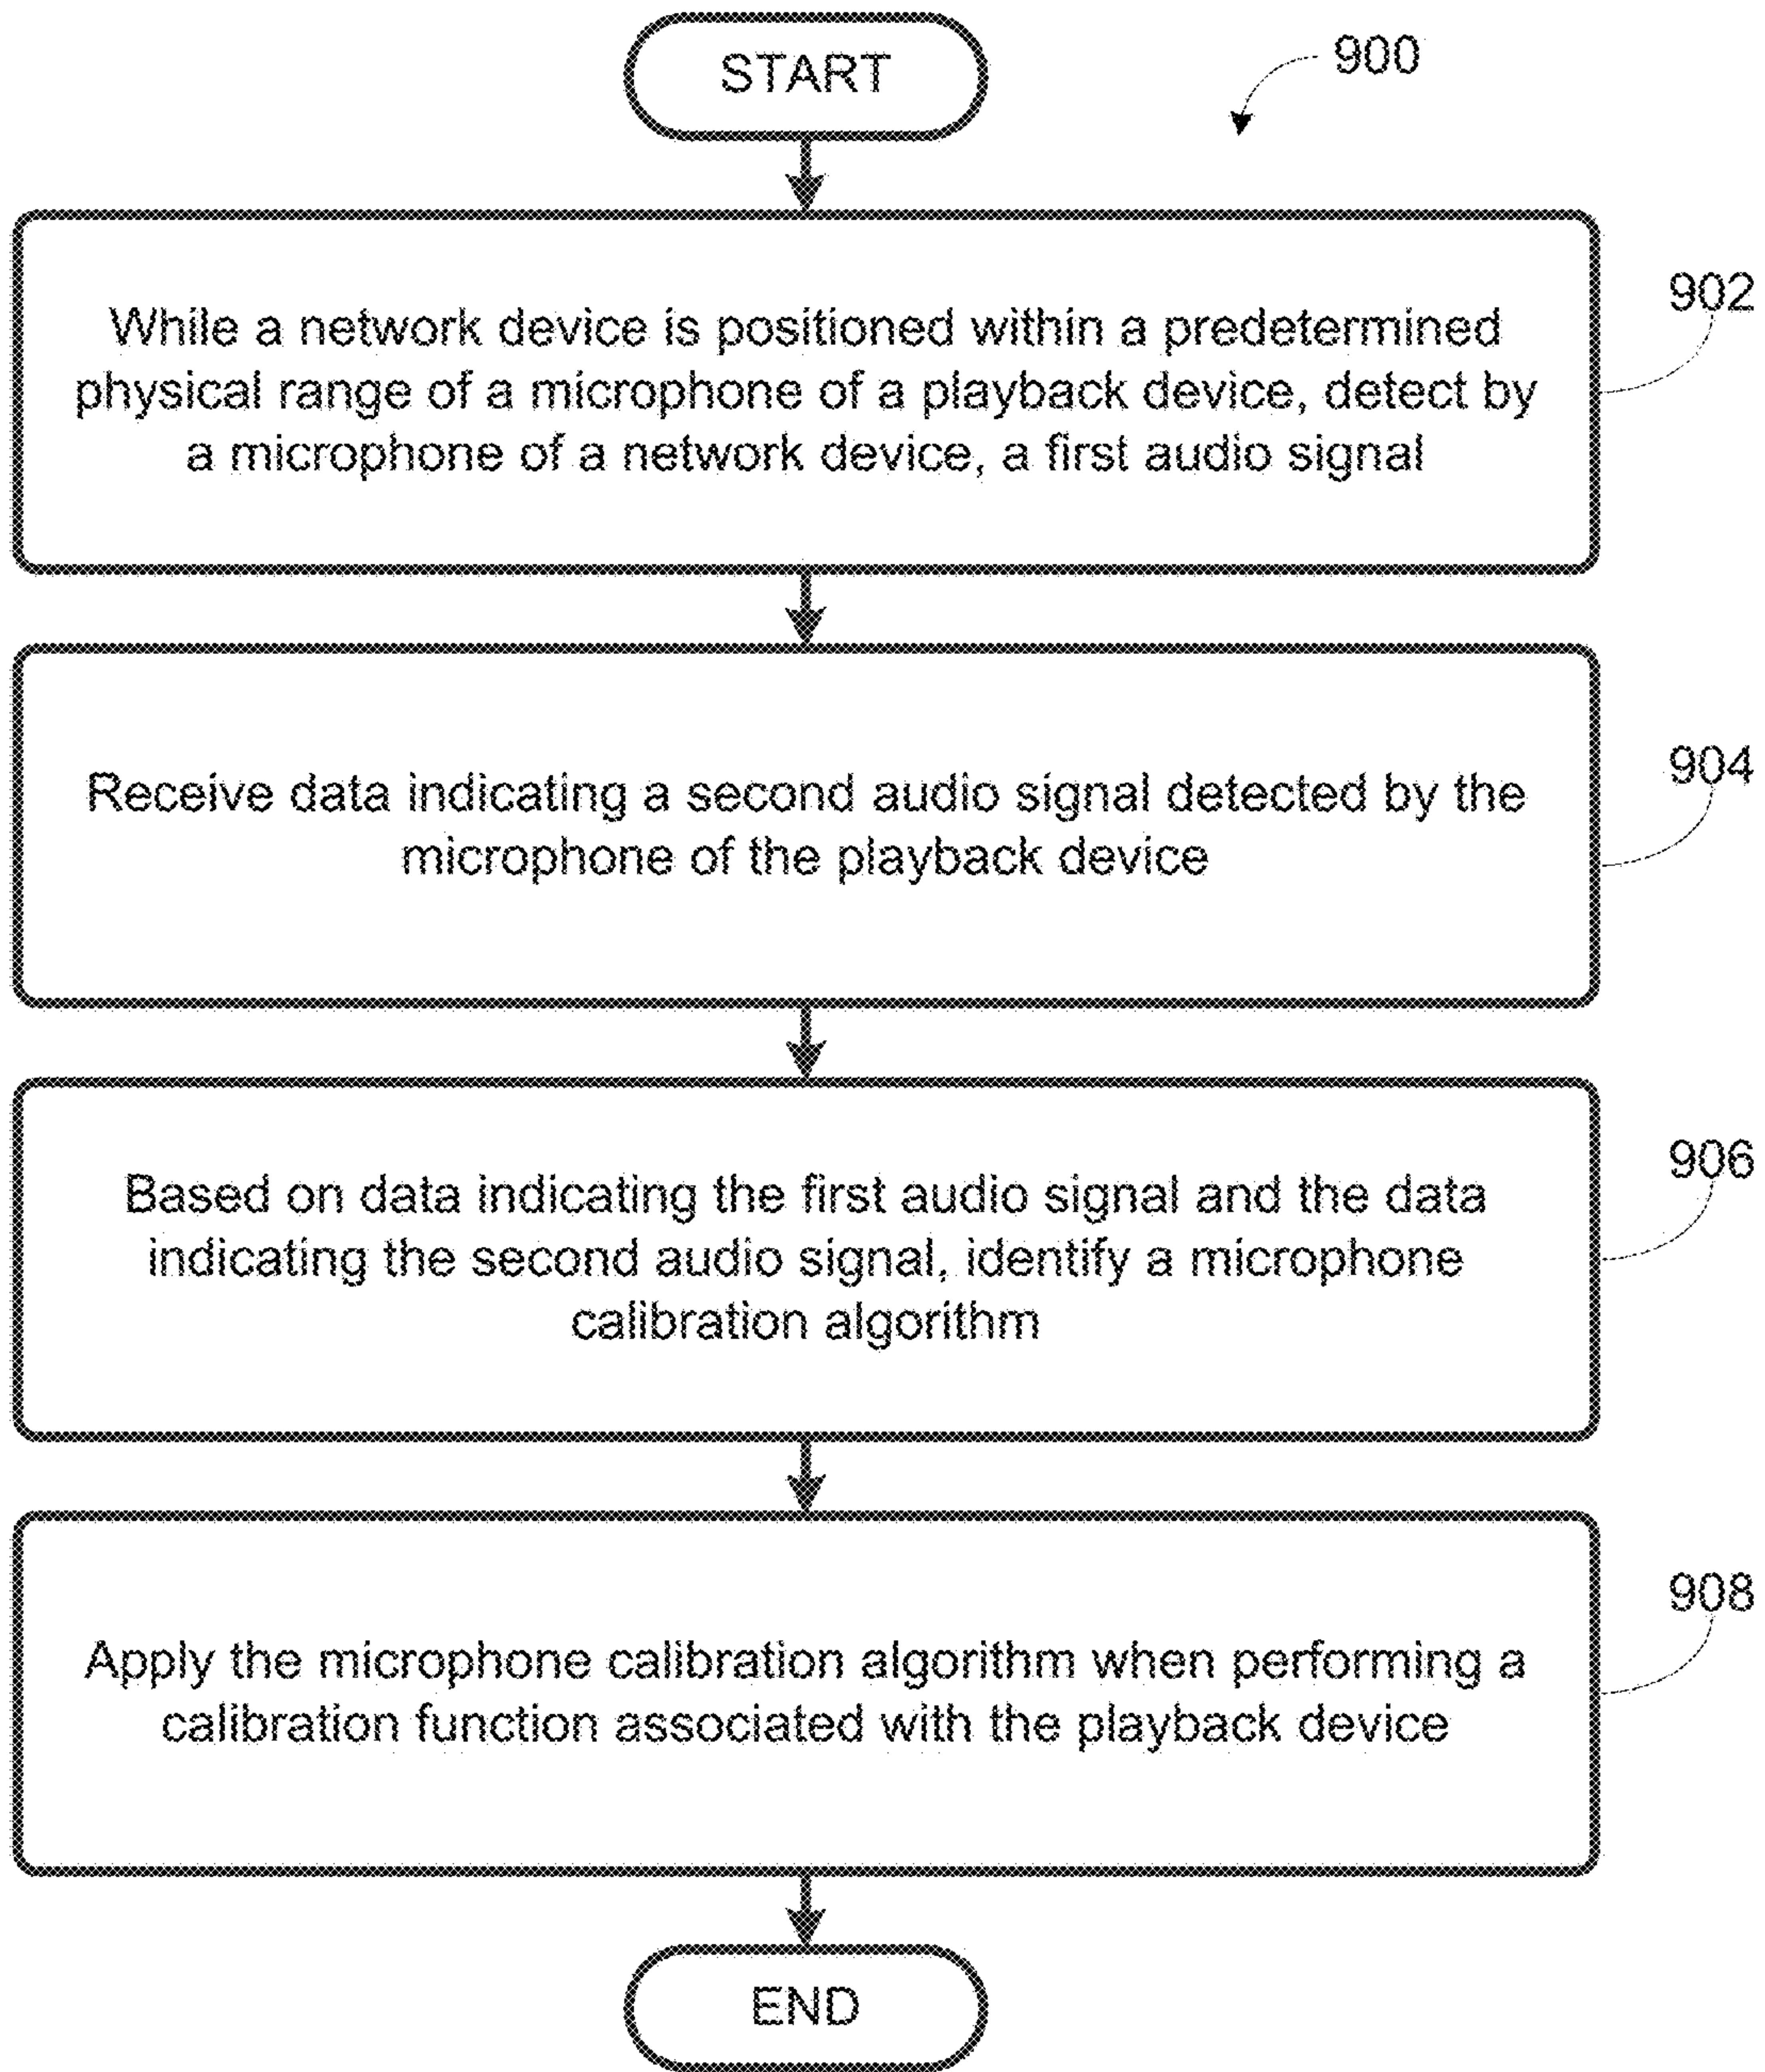 START
900
While a network device is positioned within a predetermined
physical range of a microphone of a playback device, detect by
a microphone of a network device, a first audio signal
902
Receive data indicating a second audio signal detected by the
microphone of the playback device
904
Based on data indicating the first audio signal and the data
indicating the second audio signal, identify a microphone
calibration algorithm
906
Apply the microphone calibration algorithm when performing a
calibration function associated with the playback device
908
END